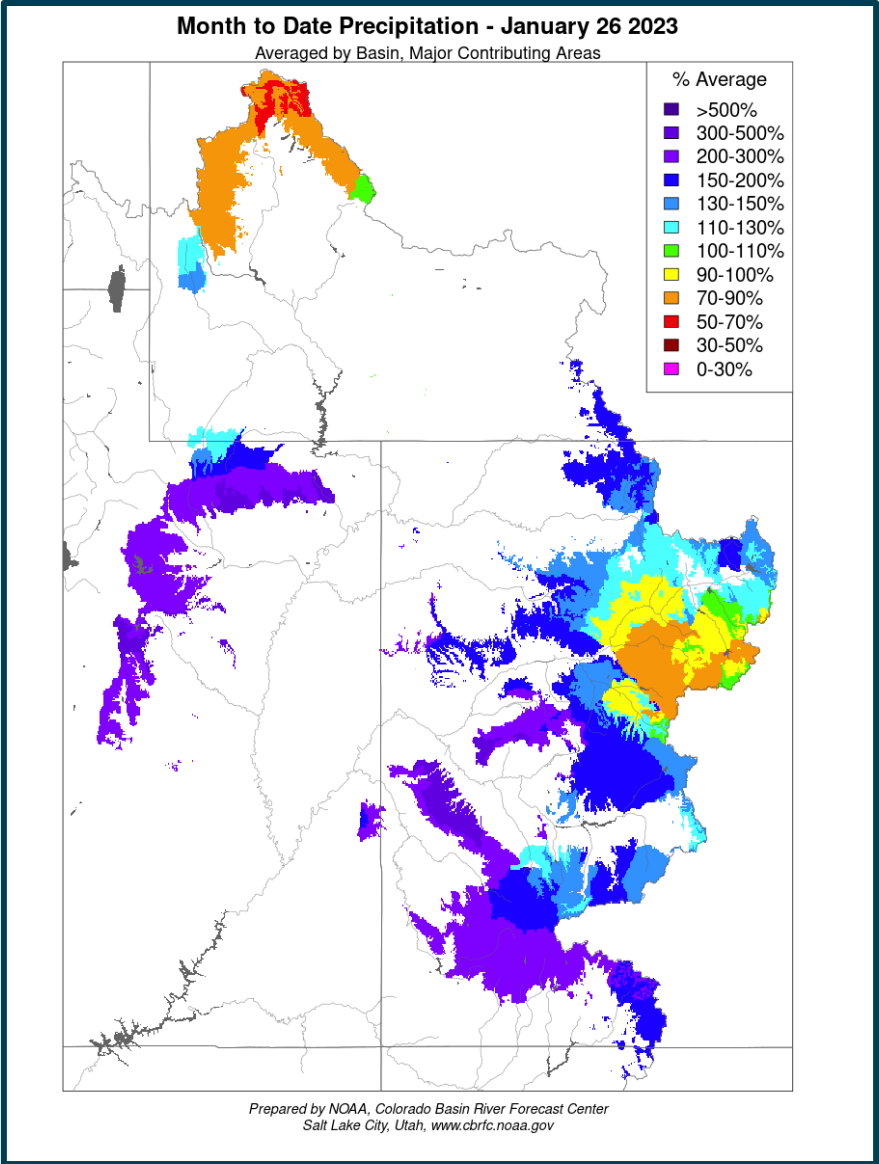 Month to Date Precipitation - January 26 2023
Averaged by Basin, Major Contributing Areas
% Average
>500%
300-500%
200-300%
150-200%
130-150%
110-130%
100-110%
90-100%
70-90%
50-70%
30-50%
0-30%
Prepared by NOAA, Colorado Basin River Forecast Center
Salt Lake City, Utah, www.cbrfc.noaa.gov